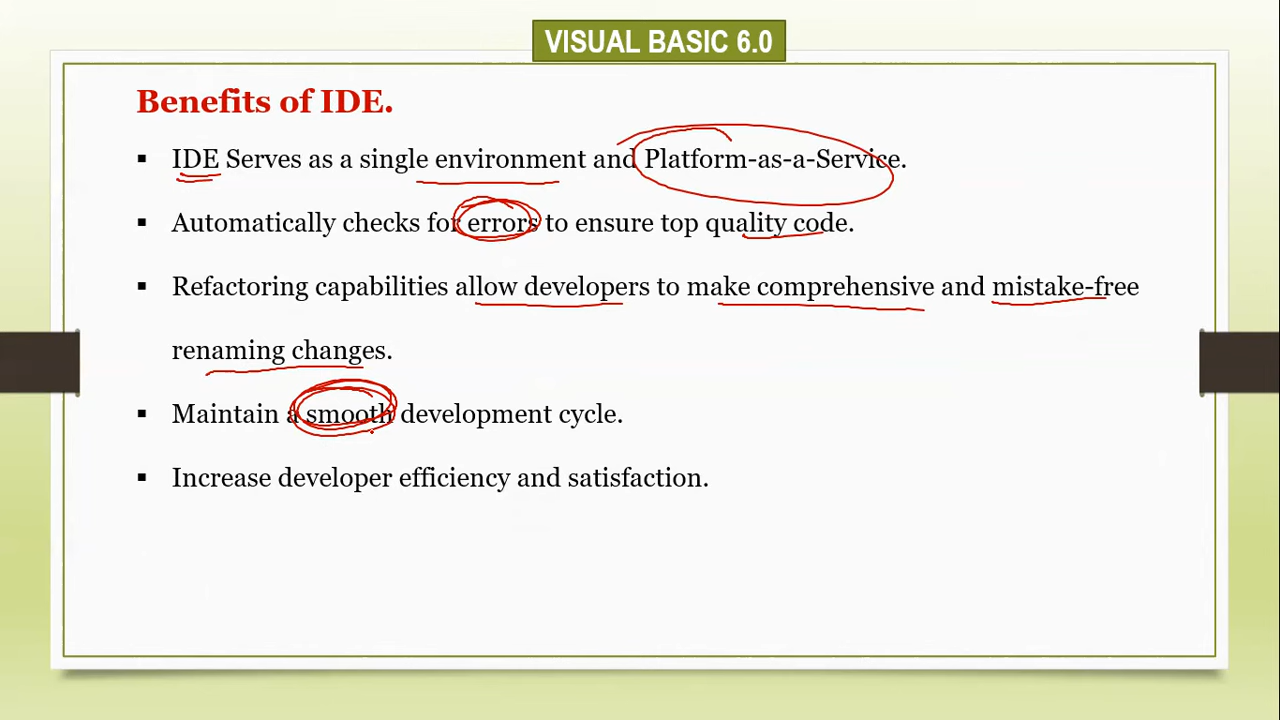 VISUAL BASIC 6.0
Benefits of IDE.
▪ IDE Serves as a single environment and Platform-as-a-Service.
▪ Automatically checks for errors to ensure top quality code.
▪ Refactoring capabilities allow developers to make comprehensive and mistake-free
renaming changes.
▪ Maintain a smooth development cycle.
▪ Increase developer efficiency and satisfaction.